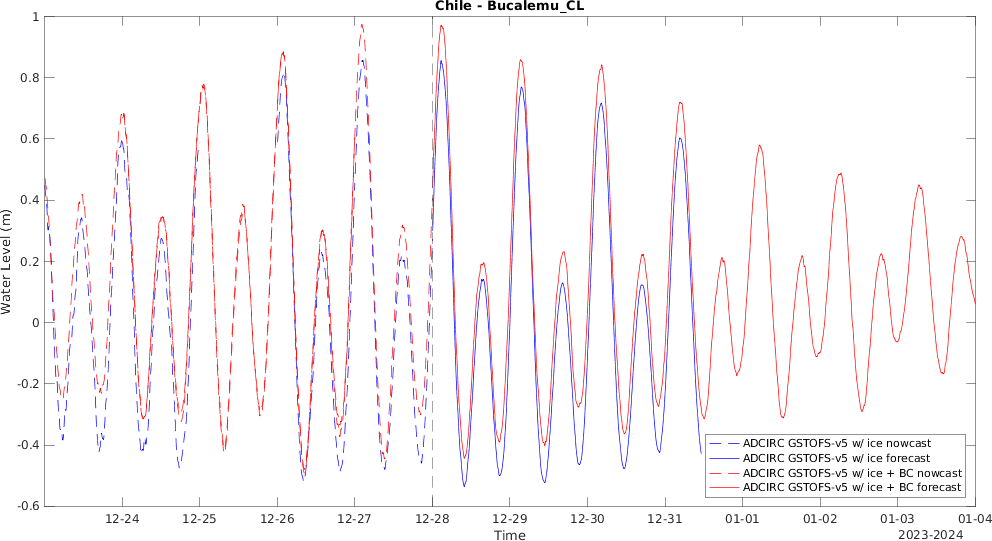 Chile - Bucalemu_CL
Water Level (m)
1
0.8
0.6
0.4
0.2
0
-0.2
-0.4
-0.6
ADCIRC GSTOFS-v5 w/ ice nowcast
ADCIRC GSTOFS-v5 w/ ice forecast
ADCIRC GSTOFS-v5 w/ ice + BC nowcast
ADCIRC GSTOFS-v5 w/ ice + BC forecast
12-24 12-25 12-26 12-27 12-28 12-29 12-30 12-31 01-01 01-02 01-03 01-04
Time
2023-2024